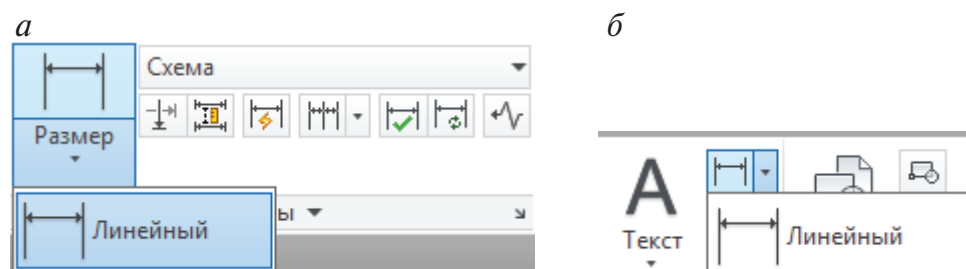 а
Схема
Размер
ы
Линейный
б
А
Текст
Линейный